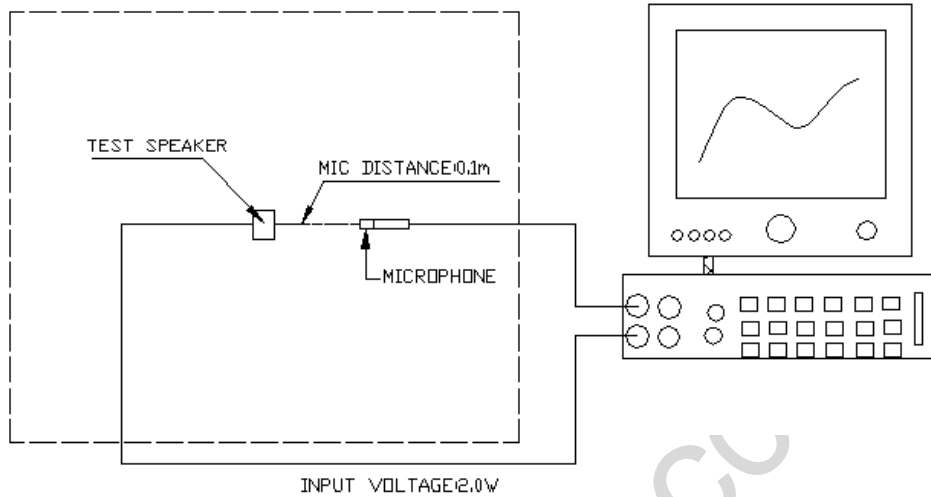 TEST SPEAKER
MIC DISTANCE:0.1m
MICROPHONE
INPUT VOLTAGE:2.0W